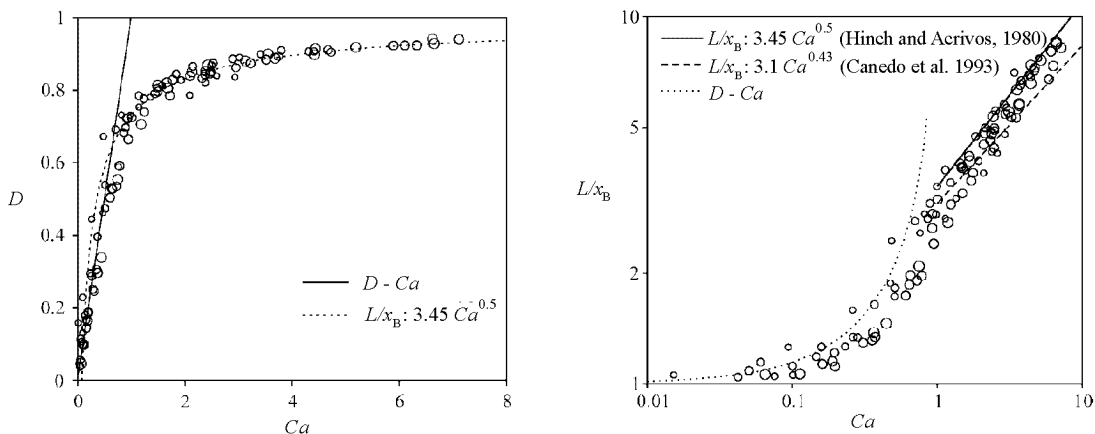 1
0.8
0.6
D
0.4
0.2
0
D - Ca
L/xB: 3.45 Ca^0.5
0 2 4 6 8
Ca
10
L/xB: 3.45 Ca^0.5 (Hinch and Acrivos, 1980)
L/xB: 3.1 Ca^0.43 (Canedo et al. 1993)
D - Ca
5
L/xB
2
1
0.01 0.1 1 10
Ca